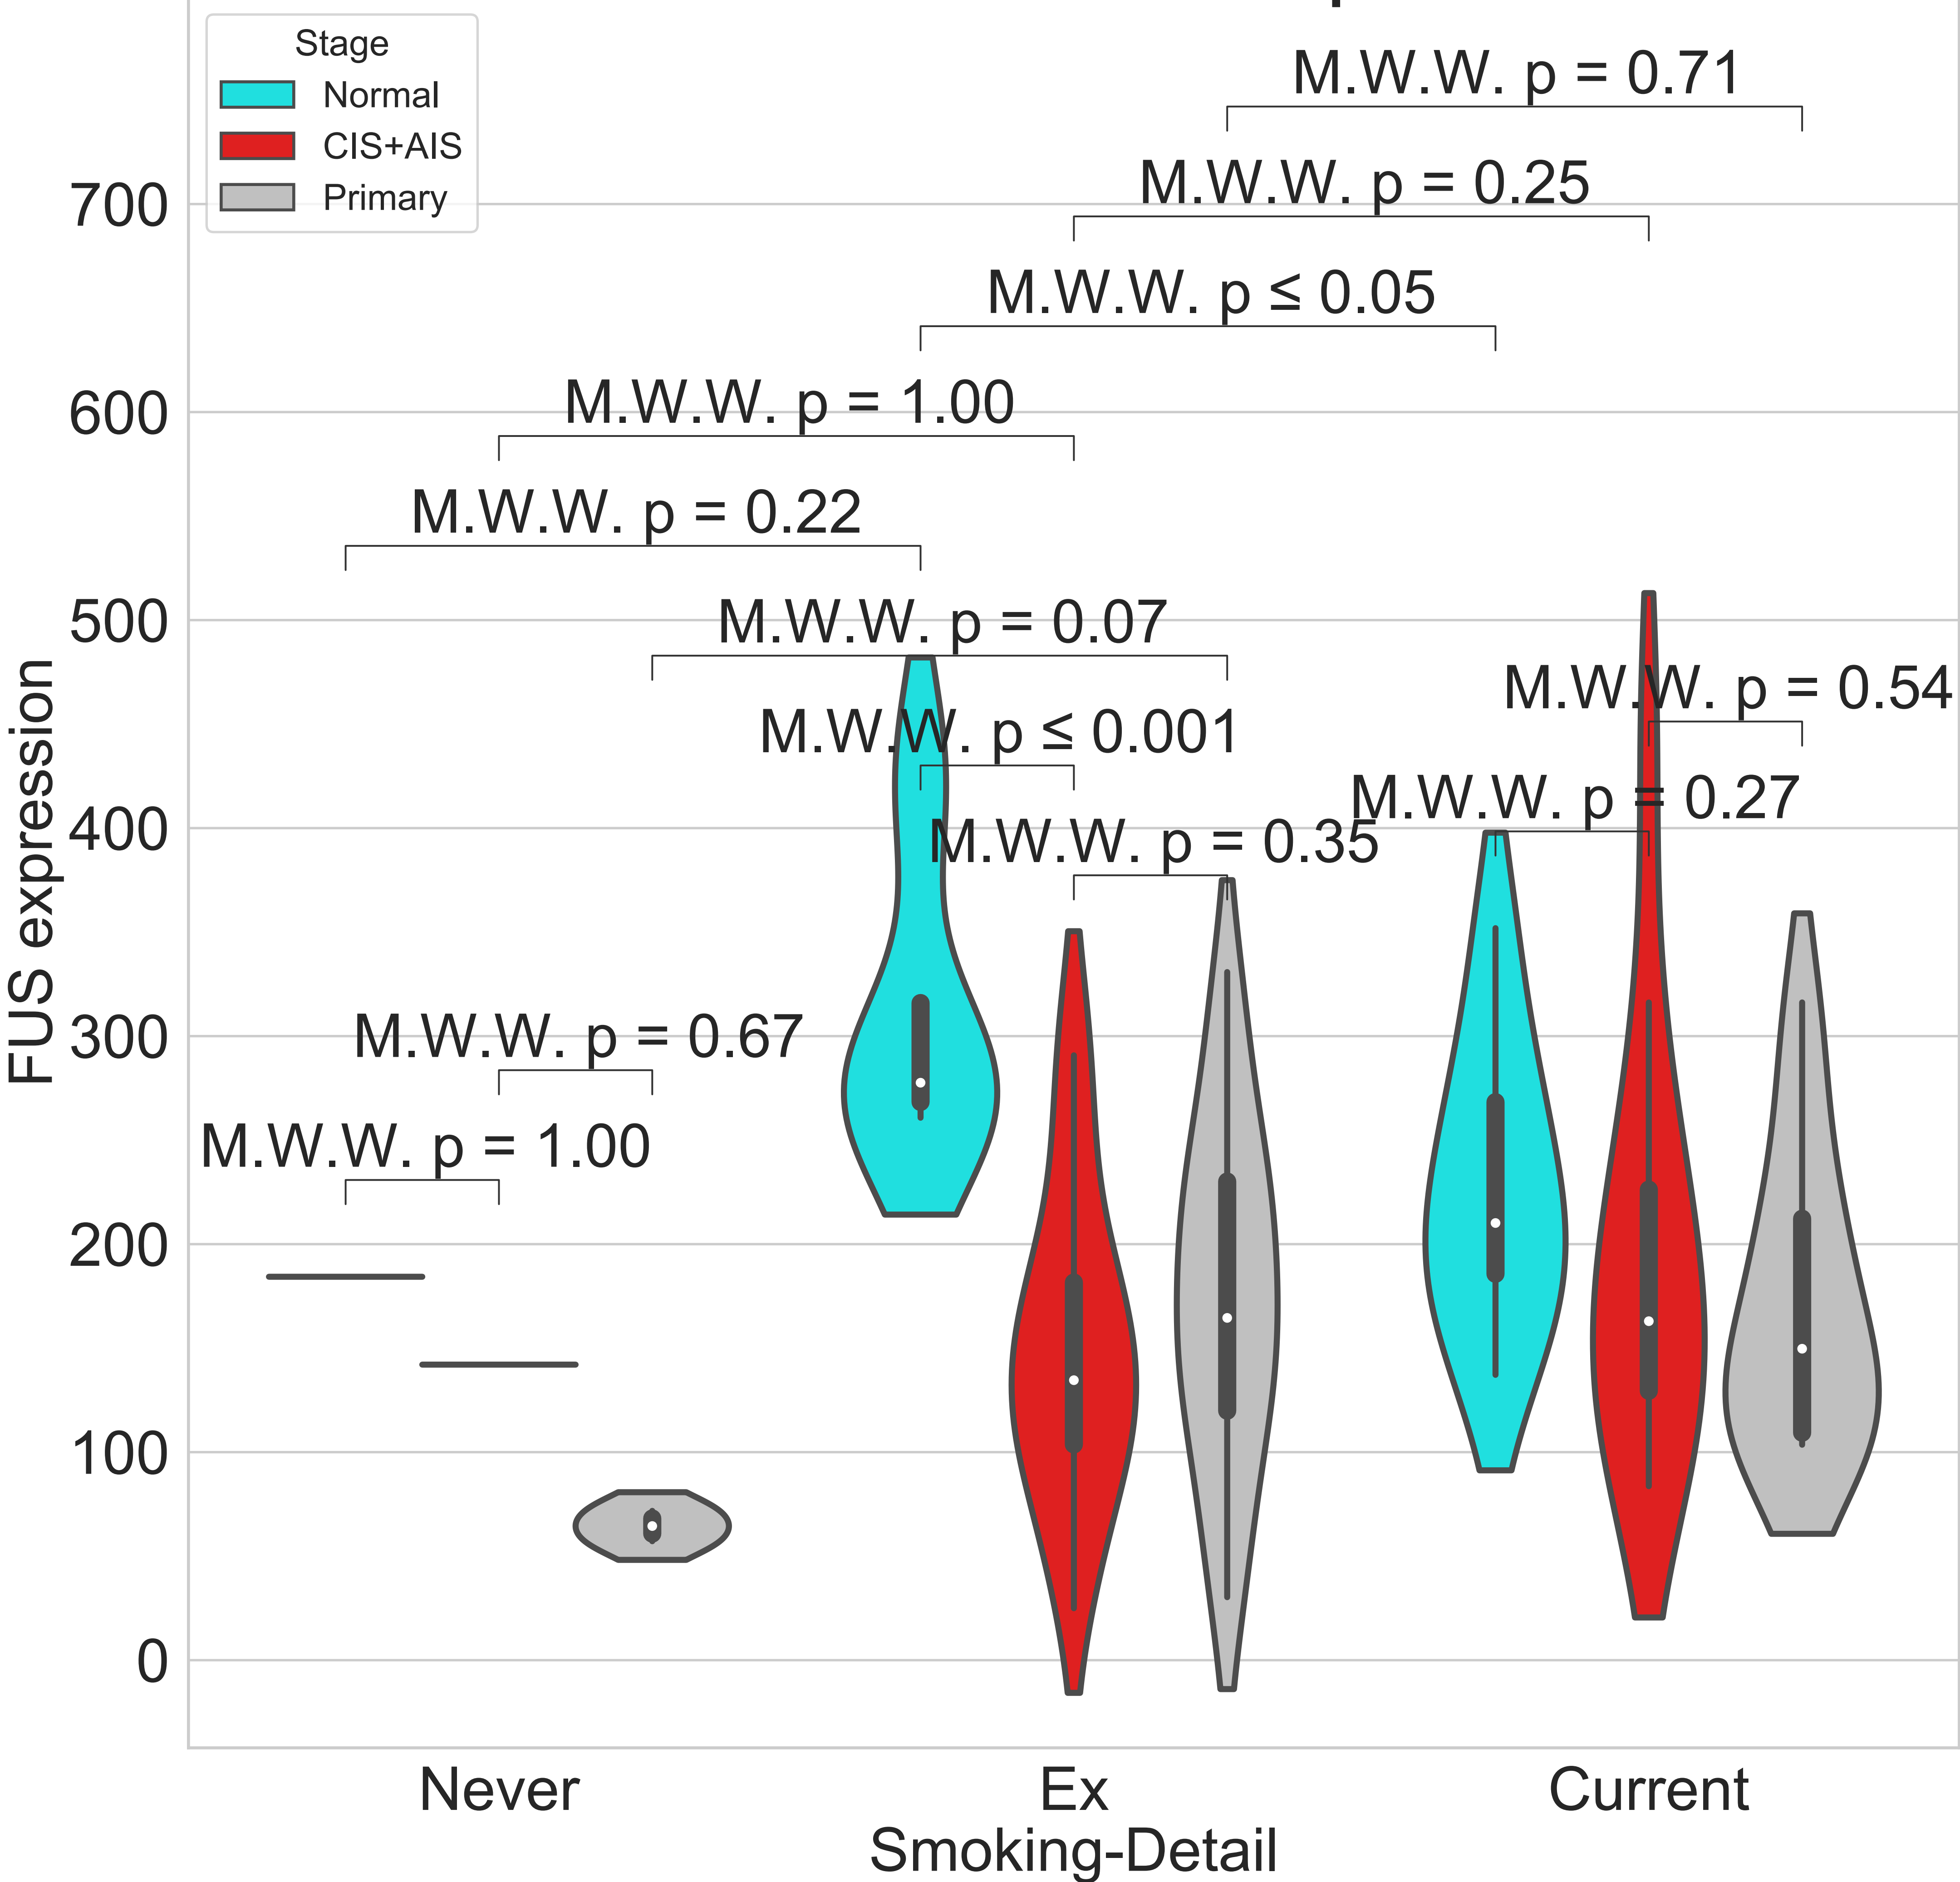 Stage
Normal
CIS+AIS
Primary
M.W.W. p = 0.71
M.W.W. p = 0.25
M.W.W. p ≤ 0.05
M.W.W. p = 1.00
M.W.W. p = 0.22
M.W.W. p = 0.07
M.W.W. p = 0.54
M.W.W. p ≤ 0.001
M.W.W. p = 0.27
M.W.W. p = 0.35
M.W.W. p = 0.67
M.W.W. p = 1.00
FUS expression
700
600
500
400
300
200
100
0
Never
Ex
Current
Smoking-Detail